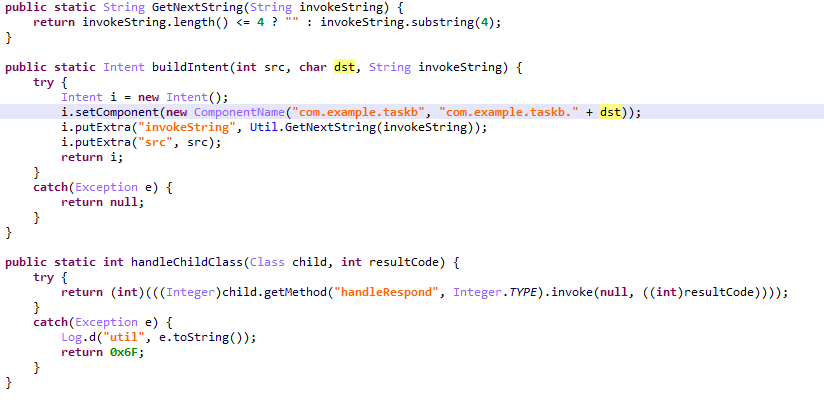 public static String GetNextString(String invokeString) {
    return invokeString.length() <= 4 ? "" : invokeString.substring(4);
}
public static Intent buildIntent(int src, char dst, String invokeString) {
    try {
        Intent i = new Intent();
        i.setComponent(new ComponentName("com.example.taskb", "com.example.taskb." + dst));
        i.putExtra("invokeString", Util.GetNextString(invokeString));
        i.putExtra("src", src);
        return i;
    }
    catch(Exception e) {
        return null;
    }
}
public static int handleChildClass(Class child, int resultCode) {
    try {
        return (int)(((Integer)child.getMethod("handleRespond", Integer.TYPE).invoke(null, ((int)resultCode))));
    }
    catch(Exception e) {
        Log.d("util", e.toString());
        return 0x6F;
    }
}